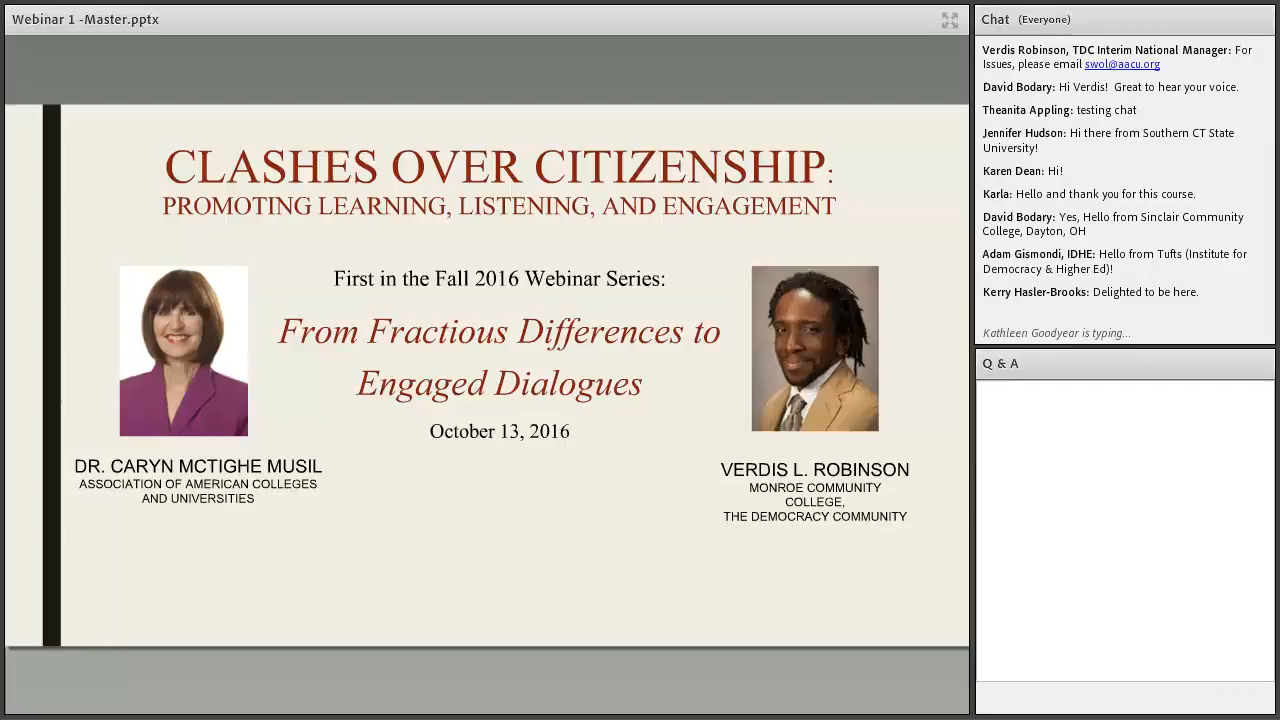 Webinar 1 -Master.pptx
CLASHES OVER CITIZENSHIP:
PROMOTING LEARNING, LISTENING, AND ENGAGEMENT
First in the Fall 2016 Webinar Series:
From Fractious Differences to
Engaged Dialogues
October 13, 2016
DR. CARYN MCTIGHE MUSIL
ASSOCIATION OF AMERICAN COLLEGES
AND UNIVERSITIES
VERDIS L. ROBINSON
MONROE COMMUNITY
COLLEGE,
THE DEMOCRACY COMMUNITY
Chat (Everyone)
Verdis Robinson, TDC Interim National Manager: For
Issues, please email swol@aacu.org
David Bodary: Hi Verdis! Great to hear your voice.
Theanita Appling: testing chat
Jennifer Hudson: Hi there from Southern CT State
University!
Karen Dean: Hi!
Karla: Hello and thank you for this course.
David Bodary: Yes, Hello from Sinclair Community
College, Dayton, OH
Adam Gismondi, IDHE: Hello from Tufts (Institute for
Democracy & Higher Ed)!
Kerry Hasler-Brooks: Delighted to be here.
Kathleen Goodyear is typing...
Q & A